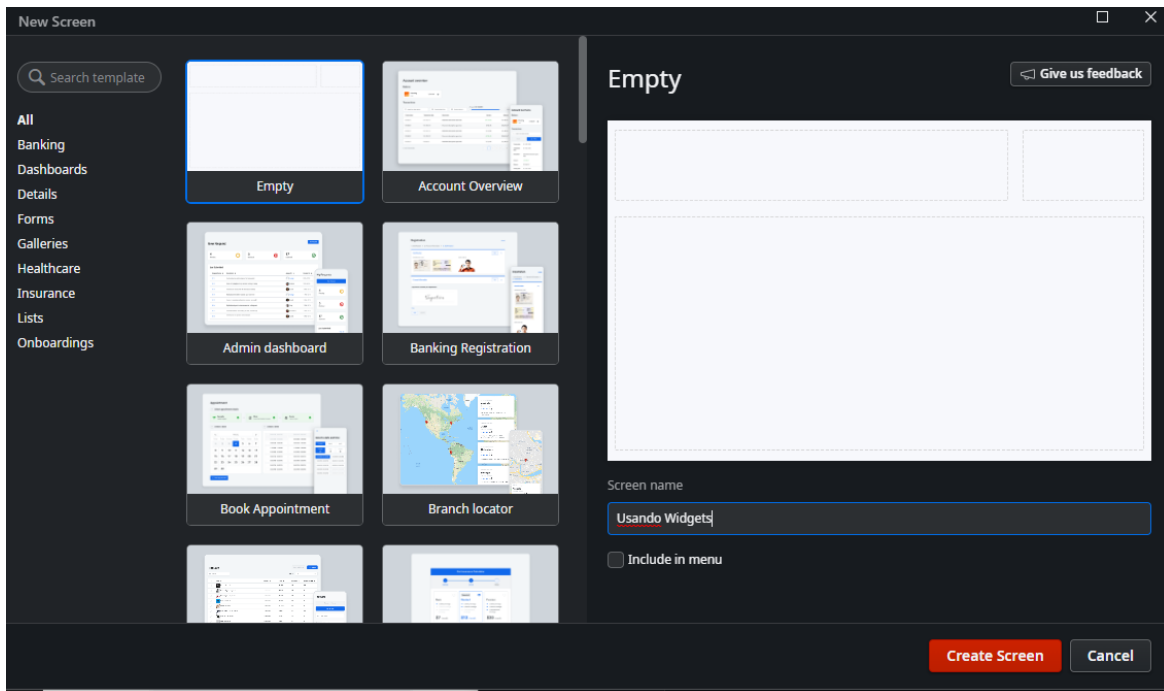 New Screen
Search template
All
Banking
Dashboards
Details
Forms
Galleries
Healthcare
Insurance
Lists
Onboardings
Empty
Account Overview
Admin dashboard
Banking Registration
Book Appointment
Branch locator
Empty
Give us feedback
Screen name
Usando Widgets
Include in menu
Create Screen
Cancel